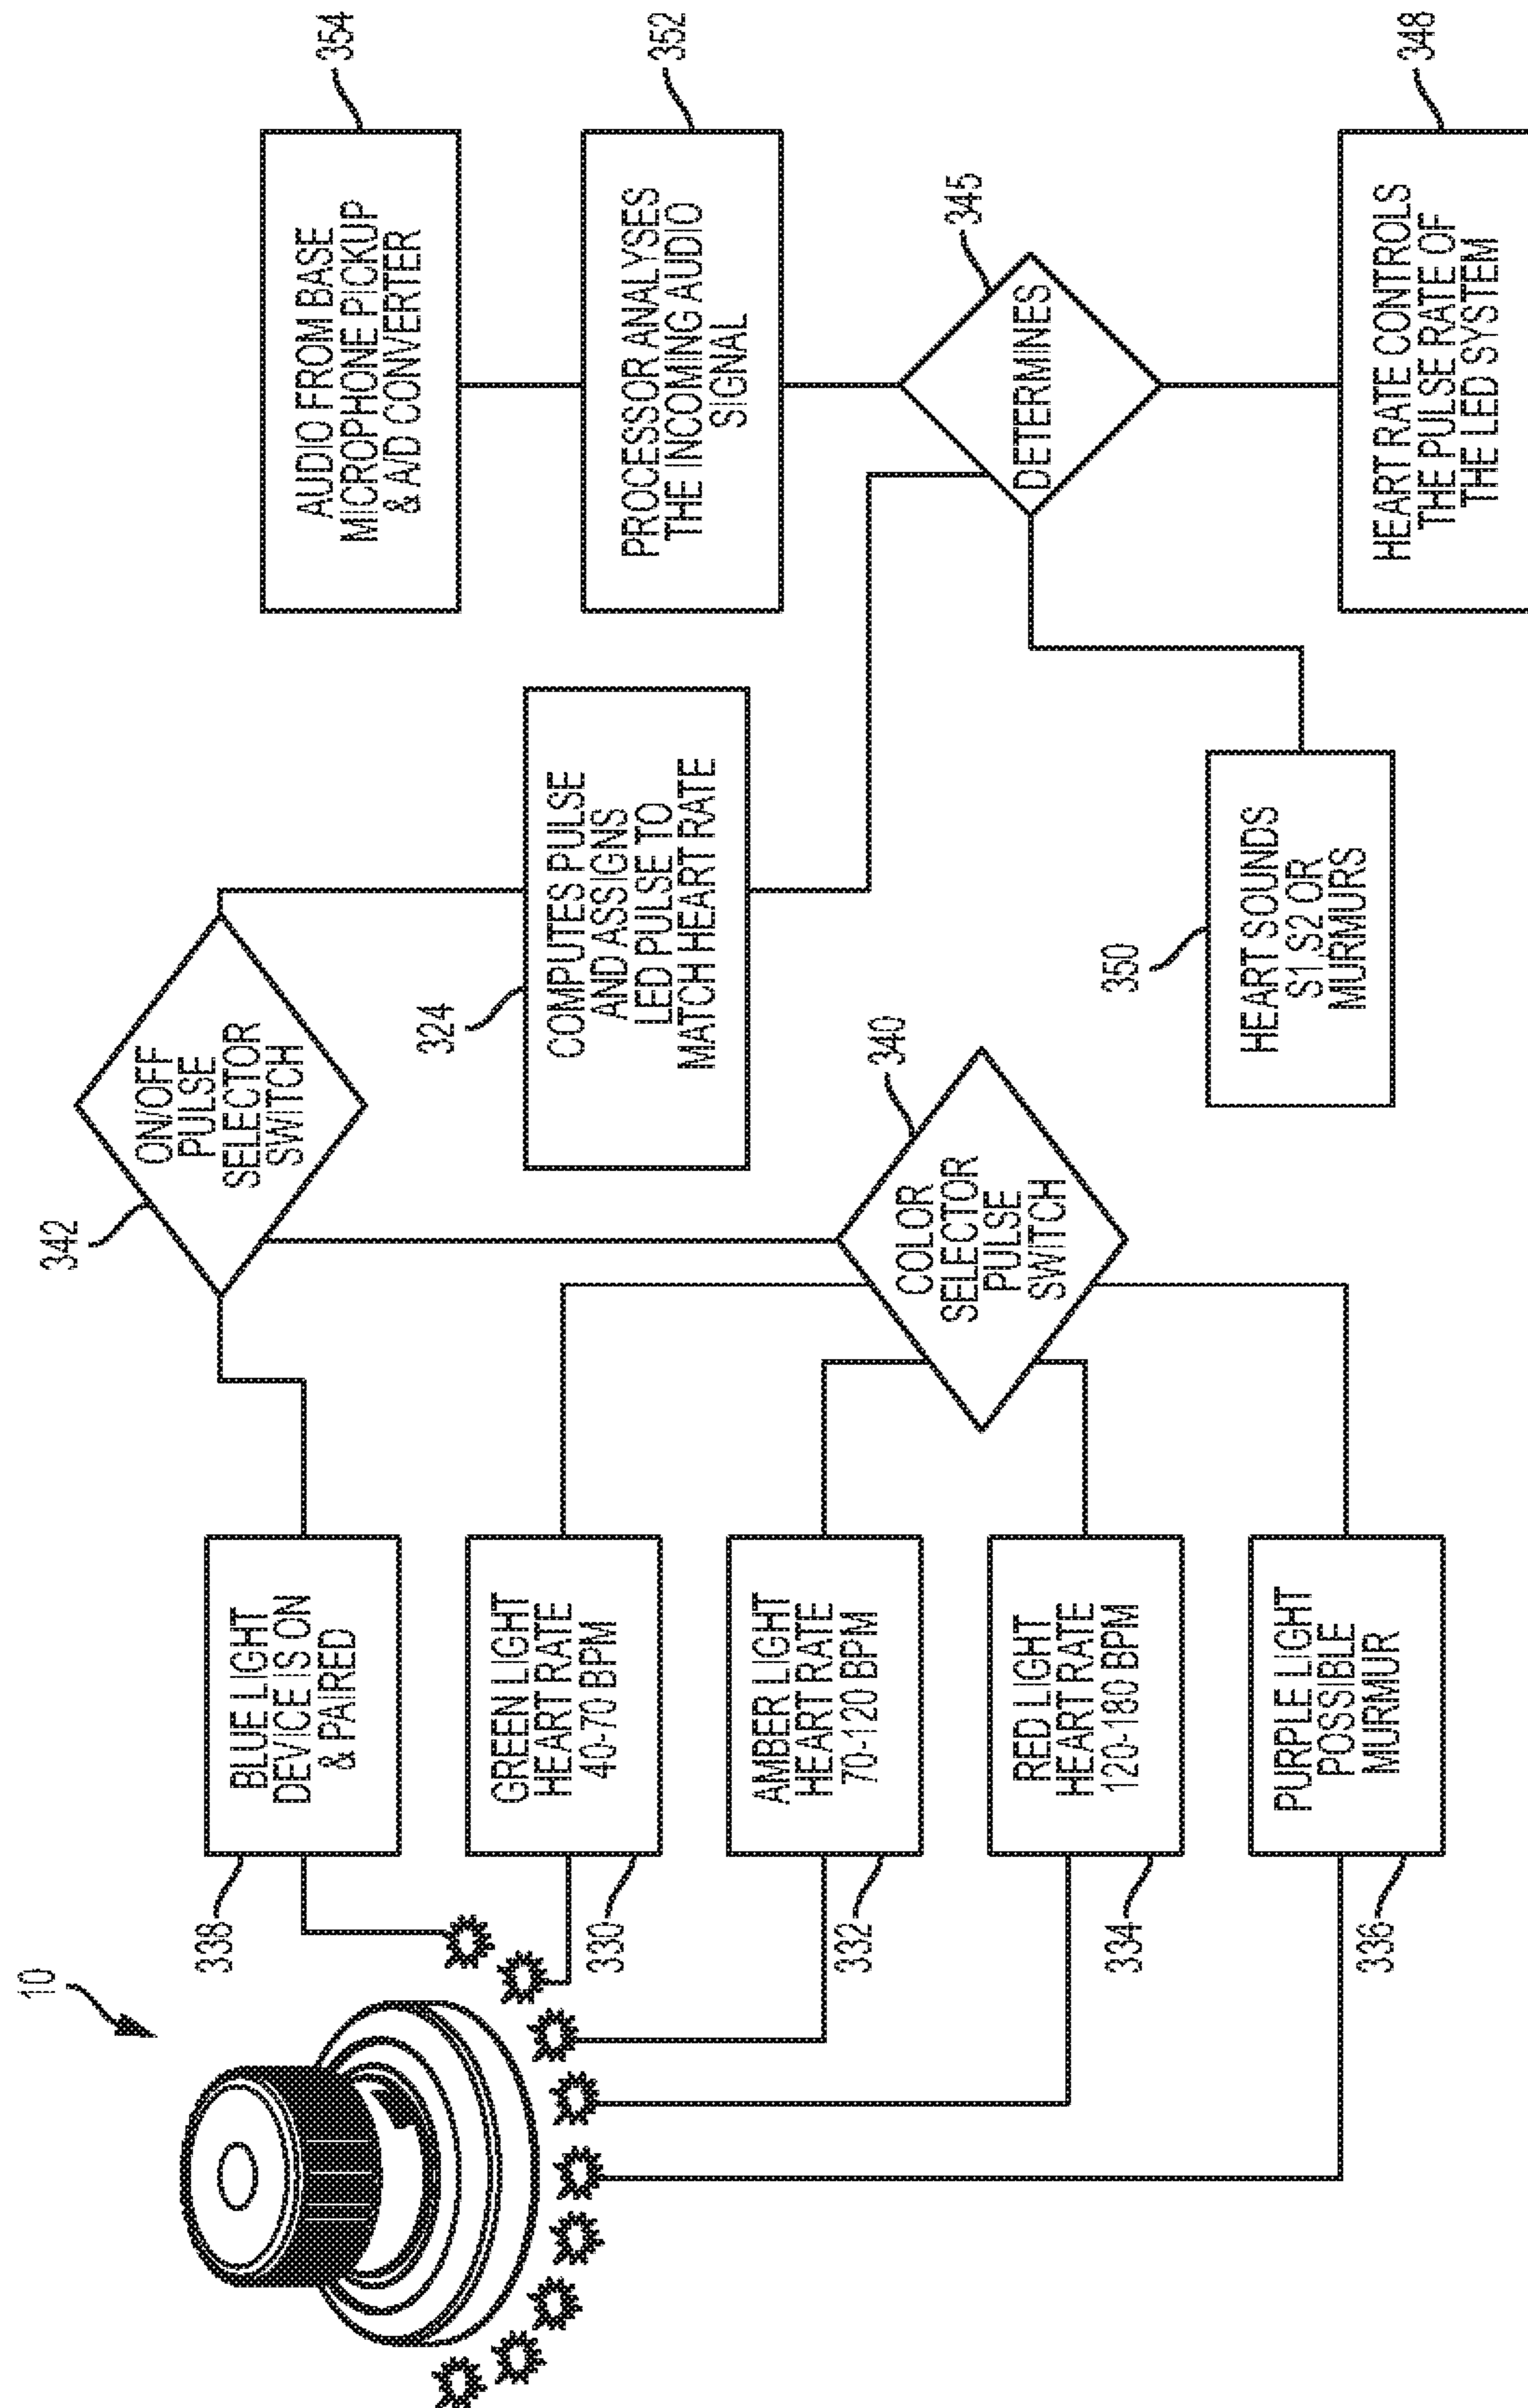 10
338
BLUE LIGHT
DEVICE IS ON
& PAIRED
330
GREEN LIGHT
HEART RATE
40-70 BPM
332
AMBER LIGHT
HEART RATE
70-120 BPM
334
RED LIGHT
HEART RATE
120-180 BPM
336
PURPLE LIGHT
POSSIBLE
MURMUR
342
ON/OFF
PULSE
SELECTOR
SWITCH
340
COLOR
SELECTOR
PULSE
SWITCH
324
COMPUTES PULSE
AND ASSIGNS
LED PULSE TO
MATCH HEART RATE
350
HEART SOUNDS
S1.S2 OR
MURMURS
354
AUDIO FROM BASE
MICROPHONE PICKUP
& A/D CONVERTER
352
PROCESSOR ANALYSES
THE INCOMING AUDIO
SIGNAL
345
DETERMINES
348
HEART RATE CONTROLS
THE PULSE RATE OF
THE LED SYSTEM